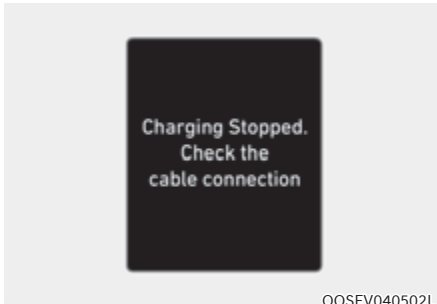 Charging Stopped.
Check the
cable connection
OOSEV040502L